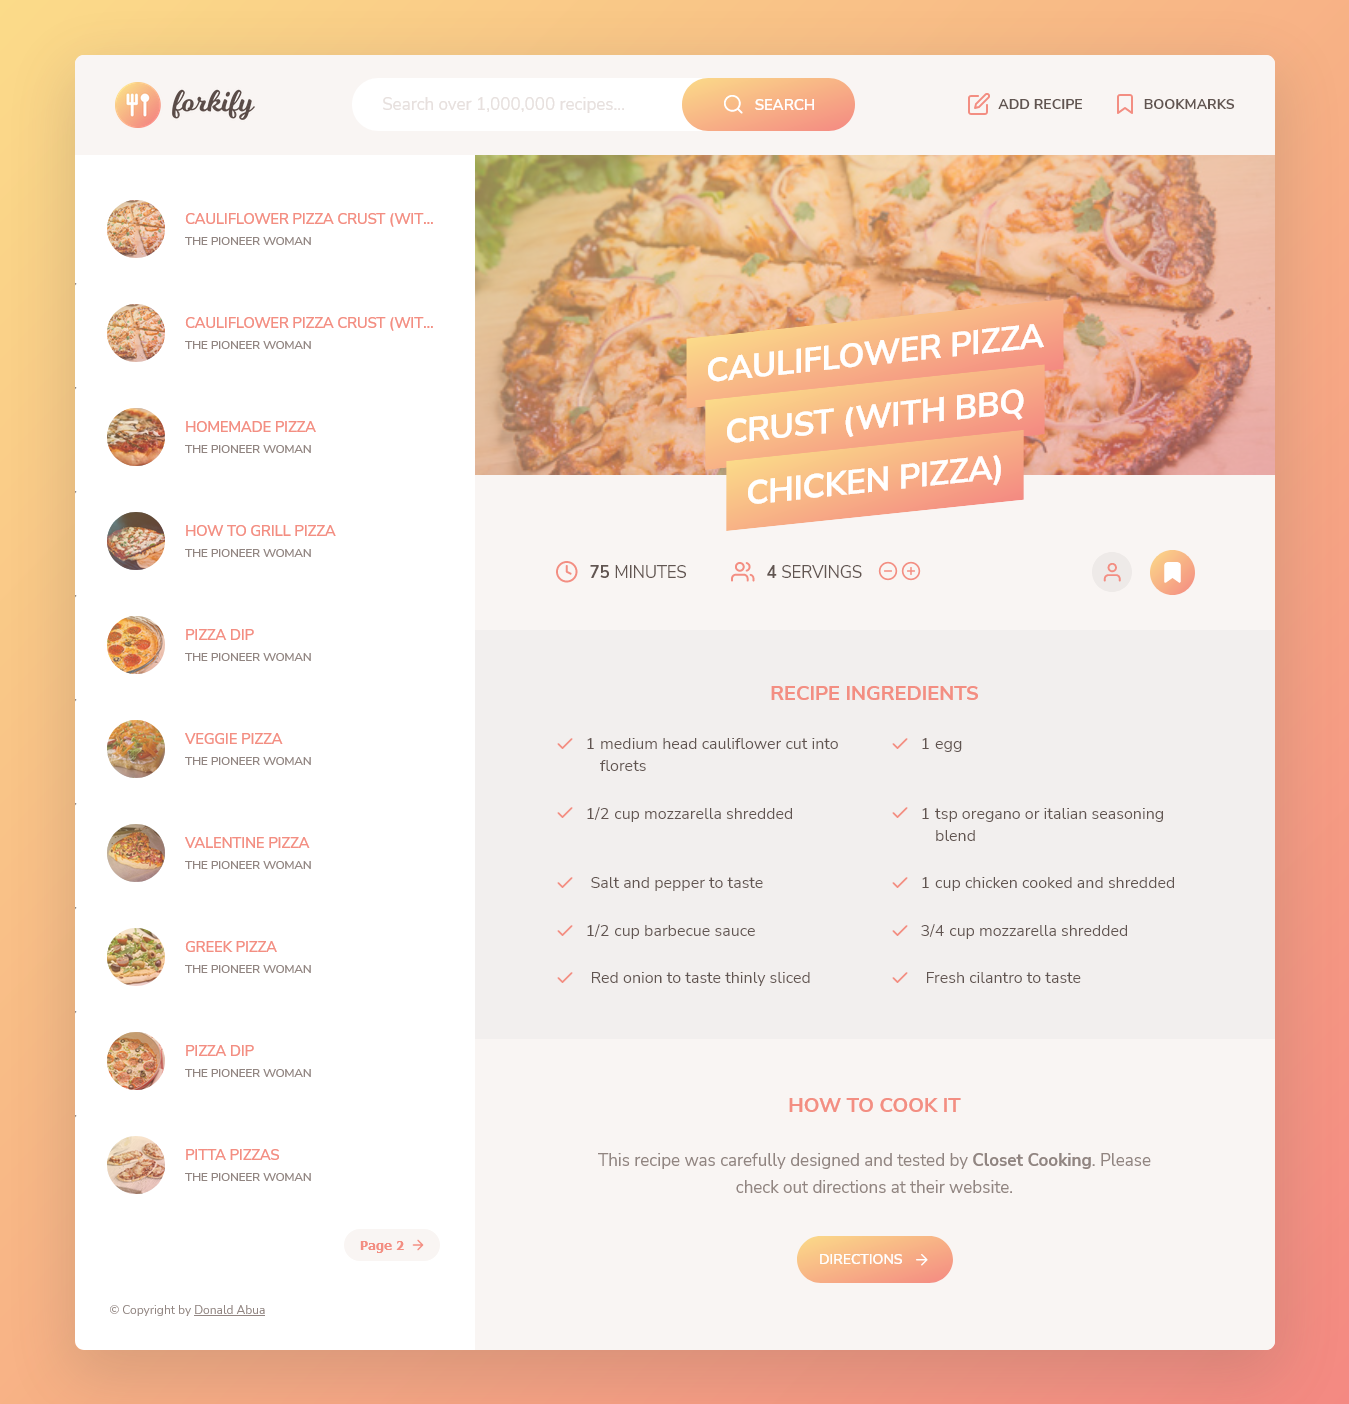 forkify
Search over 1,000,000 recipes...
SEARCH
ADD RECIPE
BOOKMARKS
CAULIFLOWER PIZZA CRUST (WIT...
THE PIONEER WOMAN
CAULIFLOWER PIZZA CRUST (WIT...
THE PIONEER WOMAN
HOMEMADE PIZZA
THE PIONEER WOMAN
HOW TO GRILL PIZZA
THE PIONEER WOMAN
PIZZA DIP
THE PIONEER WOMAN
VEGGIE PIZZA
THE PIONEER WOMAN
VALENTINE PIZZA
THE PIONEER WOMAN
GREEK PIZZA
THE PIONEER WOMAN
PIZZA DIP
THE PIONEER WOMAN
PITTA PIZZAS
THE PIONEER WOMAN
Page 2
© Copyright by Donald Abua
CAULIFLOWER PIZZA
CRUST (WITH BBQ
CHICKEN PIZZA)
75 MINUTES
4 SERVINGS
RECIPE INGREDIENTS
1 medium head cauliflower cut into
florets
1 egg
1/2 cup mozzarella shredded
1 tsp oregano or italian seasoning
blend
Salt and pepper to taste
1 cup chicken cooked and shredded
1/2 cup barbecue sauce
3/4 cup mozzarella shredded
Red onion to taste thinly sliced
Fresh cilantro to taste
HOW TO COOK IT
This recipe was carefully designed and tested by Closet Cooking. Please
check out directions at their website.
DIRECTIONS